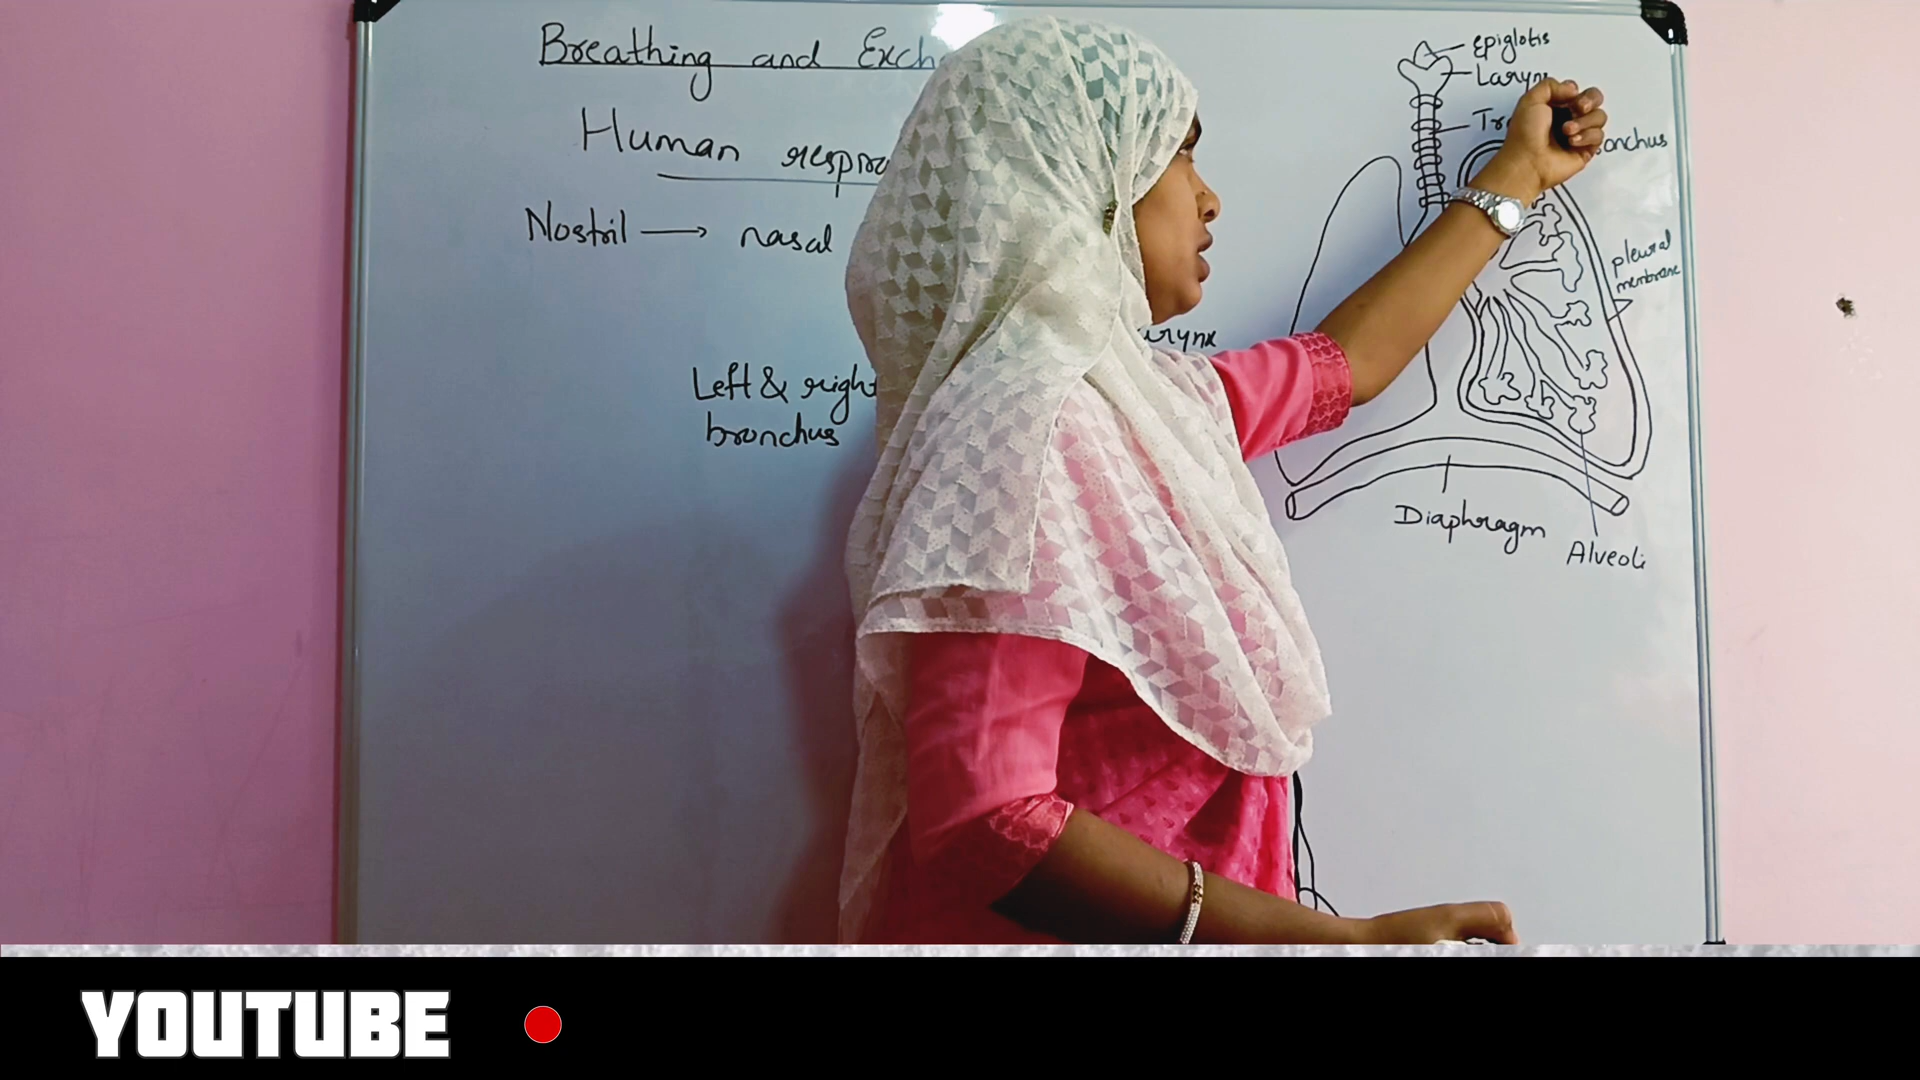 Breathing and Exch
Human respira
Nostril → nasal
arynx
Left & right
bronchus
Epiglotis
Larynx
Tr
onchus
pleural
membrane
Diaphragm
Alveoli
YOUTUBE